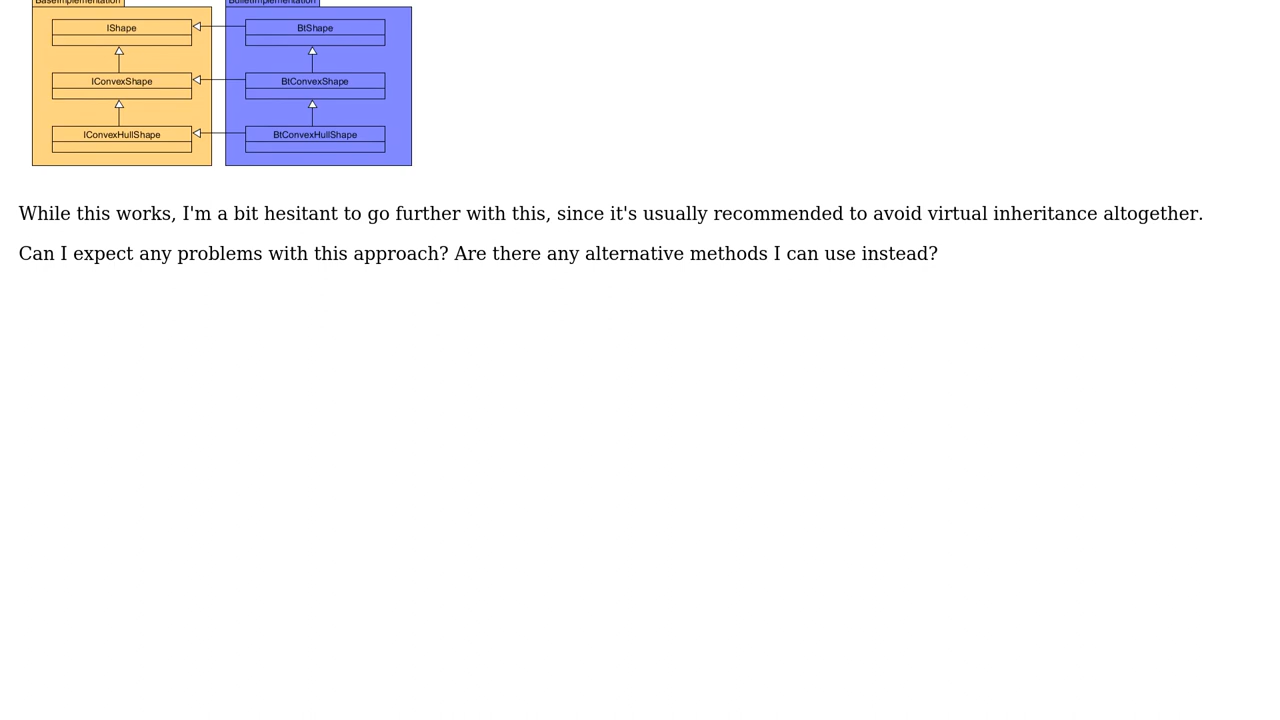 BaseImplementation BulletImplementation
IShape BtShape
IConvexShape BtConvexShape
IConvexHullShape BtConvexHullShape
While this works, I'm a bit hesitant to go further with this, since it's usually recommended to avoid virtual inheritance altogether.
Can I expect any problems with this approach? Are there any alternative methods I can use instead?